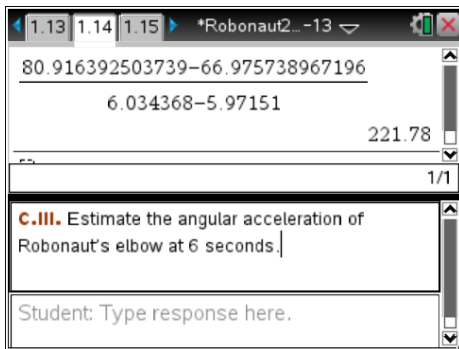 1.13 1.14 1.15 *Robonaut2...-13
80.916392503739−66.975738967196
6.034368−5.97151
221.78
1/1
C.III. Estimate the angular acceleration of
Robonaut's elbow at 6 seconds.
Student: Type response here.